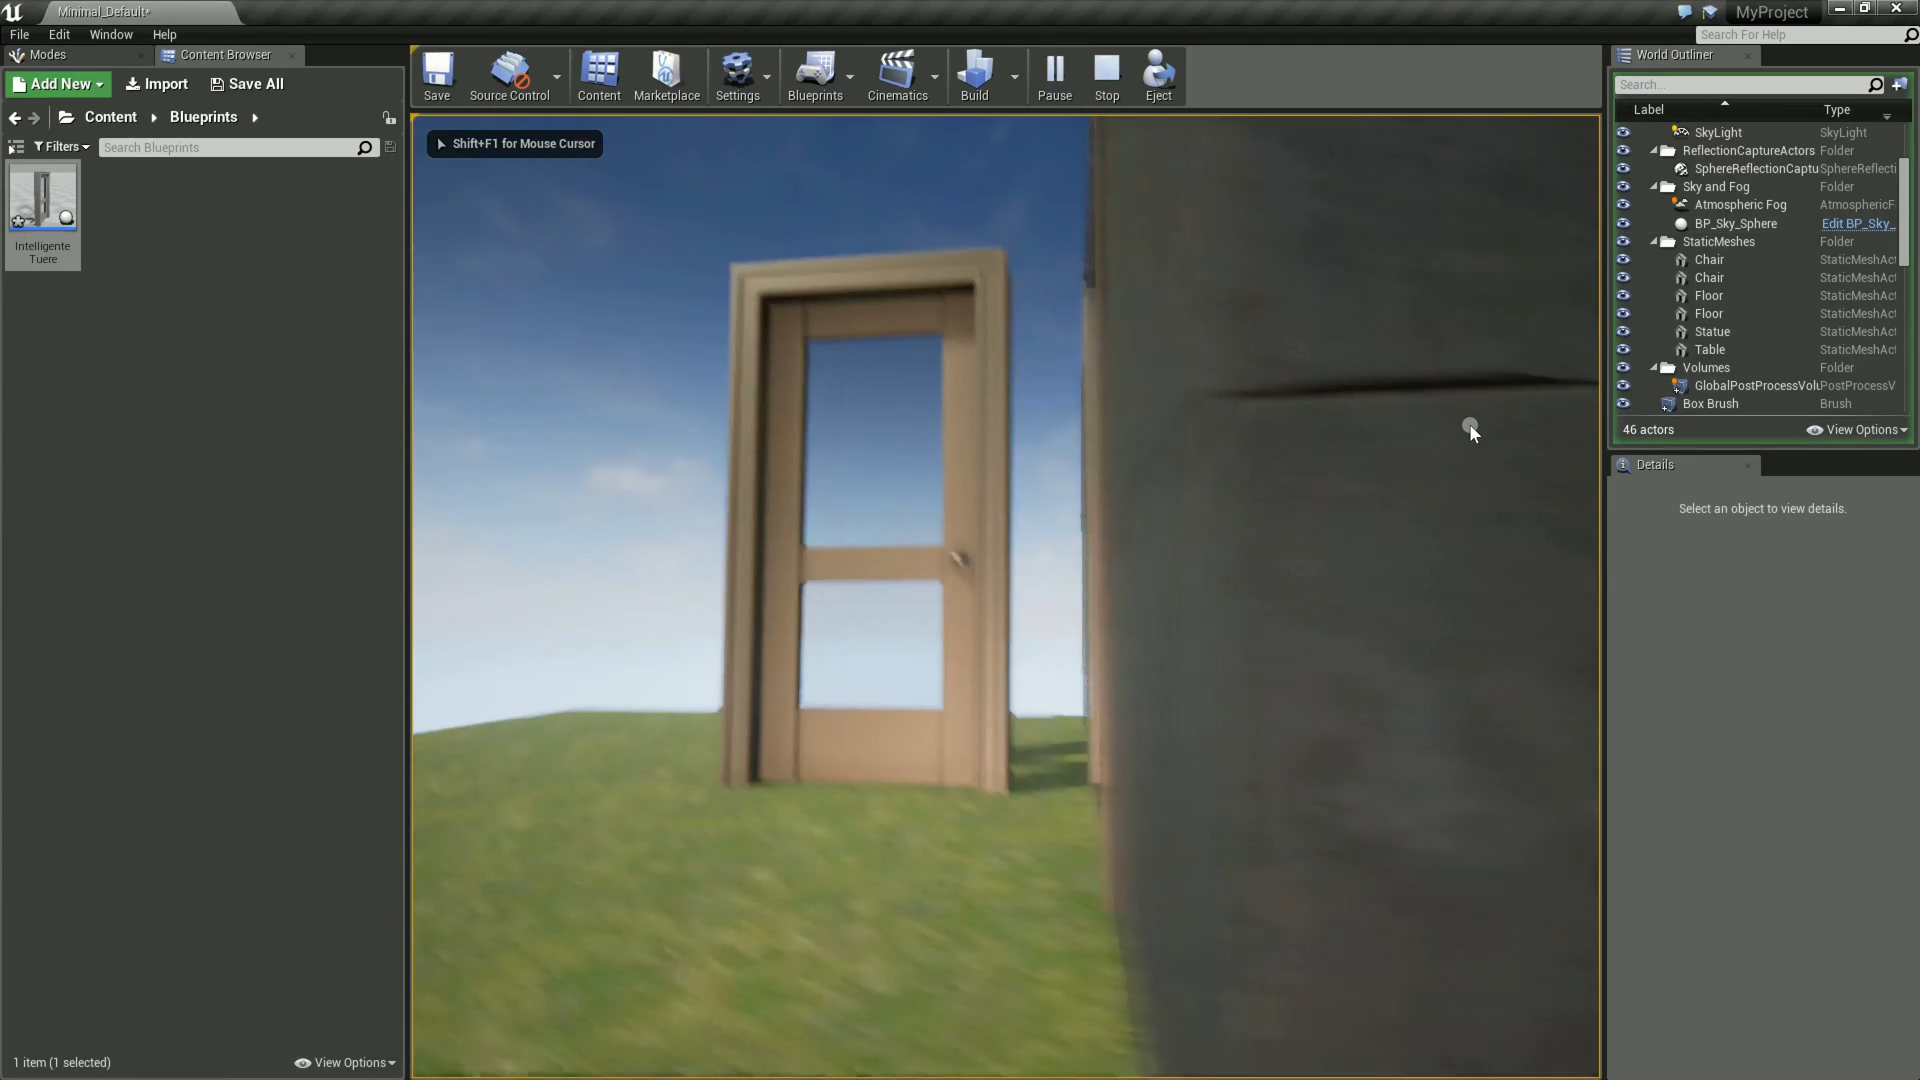 Minimal_Default*
MyProject
File Edit Window Help
Search For Help
Modes
Content Browser
World Outliner
Add New Import Save All
Save
Source Control
Content
Marketplace
Settings
Blueprints
Cinematics
Build
Pause
Stop
Eject
Search...
Content Blueprints
Label Type
Filters Search Blueprints
Shift+F1 for Mouse Cursor
Intelligente
Tuere
SkyLight SkyLight
ReflectionCaptureActors Folder
SphereReflectionCaptu SphereReflecti
Sky and Fog Folder
Atmospheric Fog AtmosphericF
BP_Sky_Sphere Edit BP_Sky_
StaticMeshes Folder
Chair StaticMeshAct
Chair StaticMeshAct
Floor StaticMeshAct
Floor StaticMeshAct
Statue StaticMeshAct
Table StaticMeshAct
Volumes Folder
GlobalPostProcessVolu PostProcessV
Box Brush Brush
46 actors View Options
Details
Select an object to view details.
1 item (1 selected) View Options